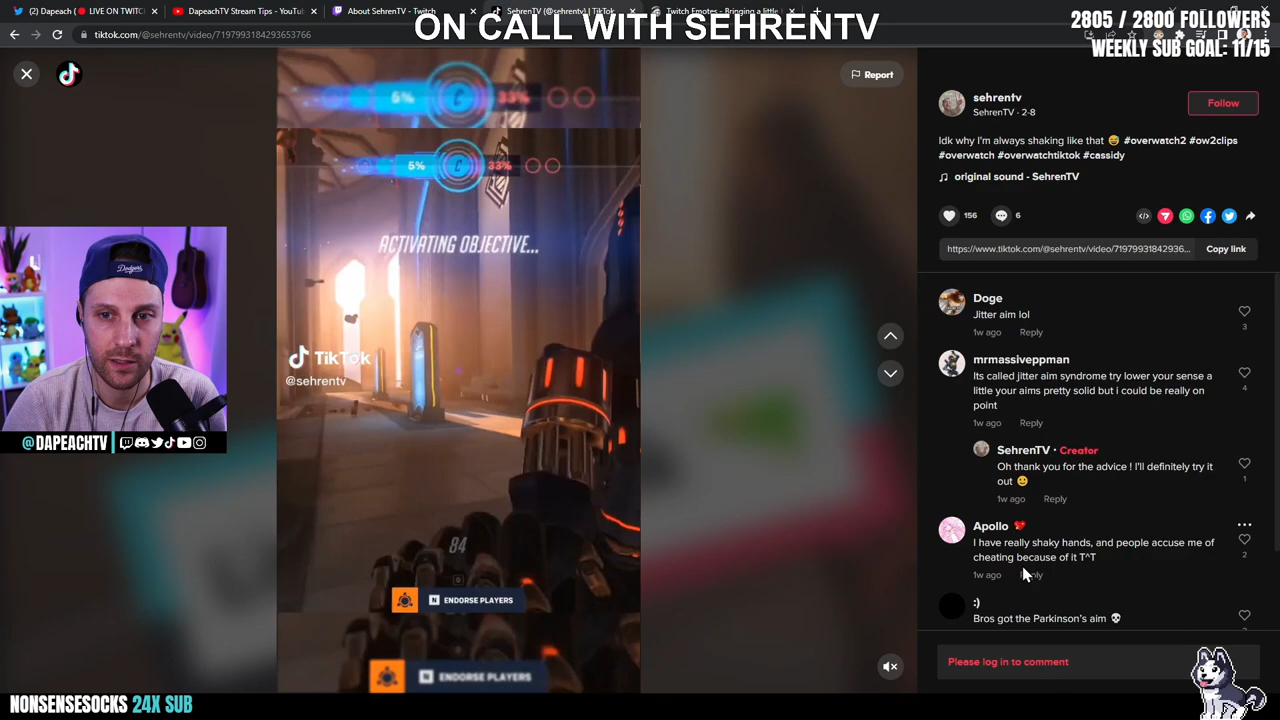 (2) Dapeach ( LIVE ON TWITC
DapeachTV Stream Tips - YouTu
About SehrenTV - Twitch
SehrenTV (@sehrentv) | TikTok
Twitch Emotes - Bringing a little
ON CALL WITH SEHRENTV
2805 / 2800 FOLLOWERS
WEEKLY SUB GOAL: 11/15
tiktok.com/@sehrentv/video/7197993184293653766
Report
5%
C
33%
5%
C
33%
ACTIVATING OBJECTIVE...
TikTok
@sehrentv
84
N ENDORSE PLAYERS
N ENDORSE PLAYERS
Dodgers
@DAPEACHTV
NONSENSESOCKS 24X SUB
sehrentv
SehrenTV · 2-8
Follow
Idk why I'm always shaking like that 😅 #overwatch2 #ow2clips
#overwatch #overwatchtiktok #cassidy
original sound - SehrenTV
156
6
https://www.tiktok.com/@sehrentv/video/71979931842936...
Copy link
Doge
Jitter aim lol
1w ago Reply
3
mrmassiveppman
Its called jitter aim syndrome try lower your sense a
little your aims pretty solid but i could be really on
point
1w ago Reply
4
SehrenTV · Creator
Oh thank you for the advice ! I'll definitely try it
out 🙂
1w ago Reply
1
Apollo 💖
I have really shaky hands, and people accuse me of
cheating because of it T^T
1w ago Reply
2
:)
Bros got the Parkinson's aim 💀
Please log in to comment